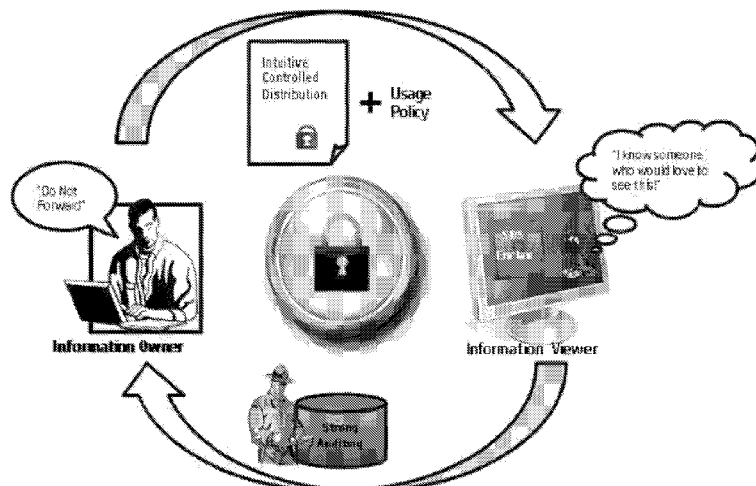 Intuitive
Controlled
Distribution
+ Usage
Policy
"Do Not
Forward"
"I know someone
who would love to
see this!"
Information Owner
Information Viewer
Strong
Auditing